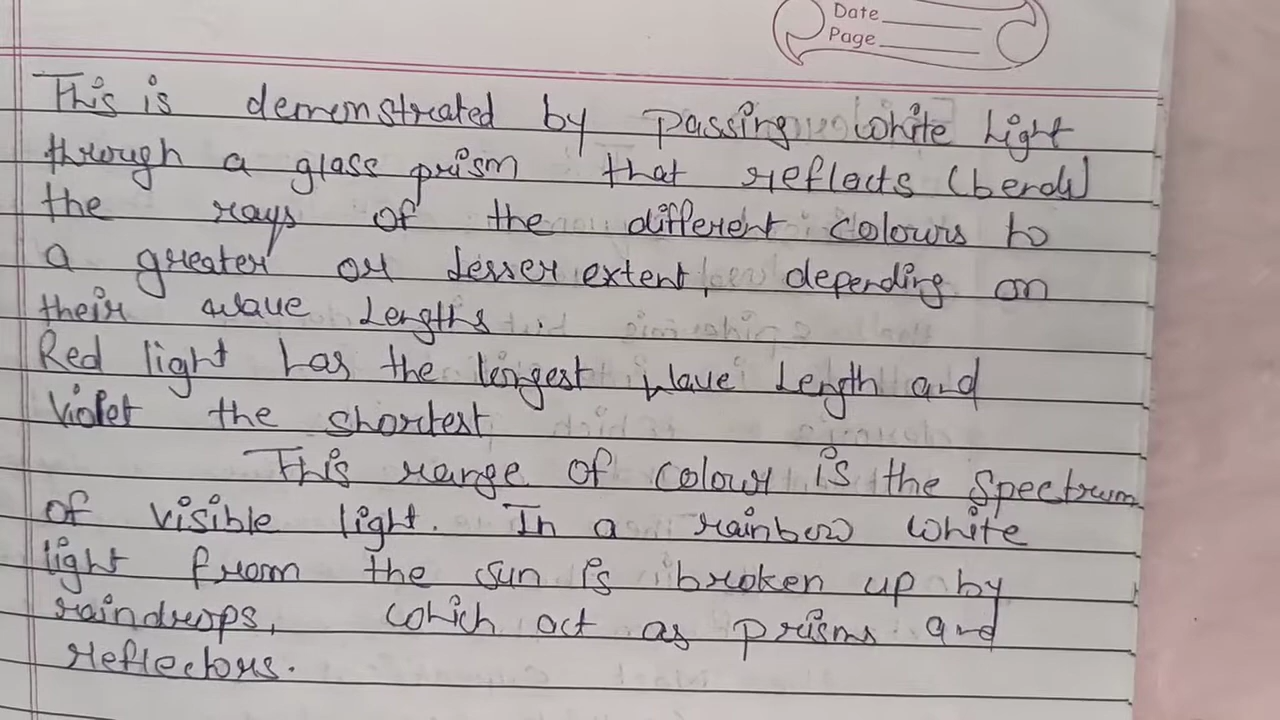 Date
Page
This is demonstrated by passing white light
through a glass prism that reflacts (bends)
the rays of the different colours to
a greater or lesser extent, depending on
their wave lengths.
Red light has the longest wave length and
violet the shortest
This range of colour is the spectrum
of visible light. In a rainbow white
light from the sun is broken up by
raindrops, which act as prisms and
reflectors.